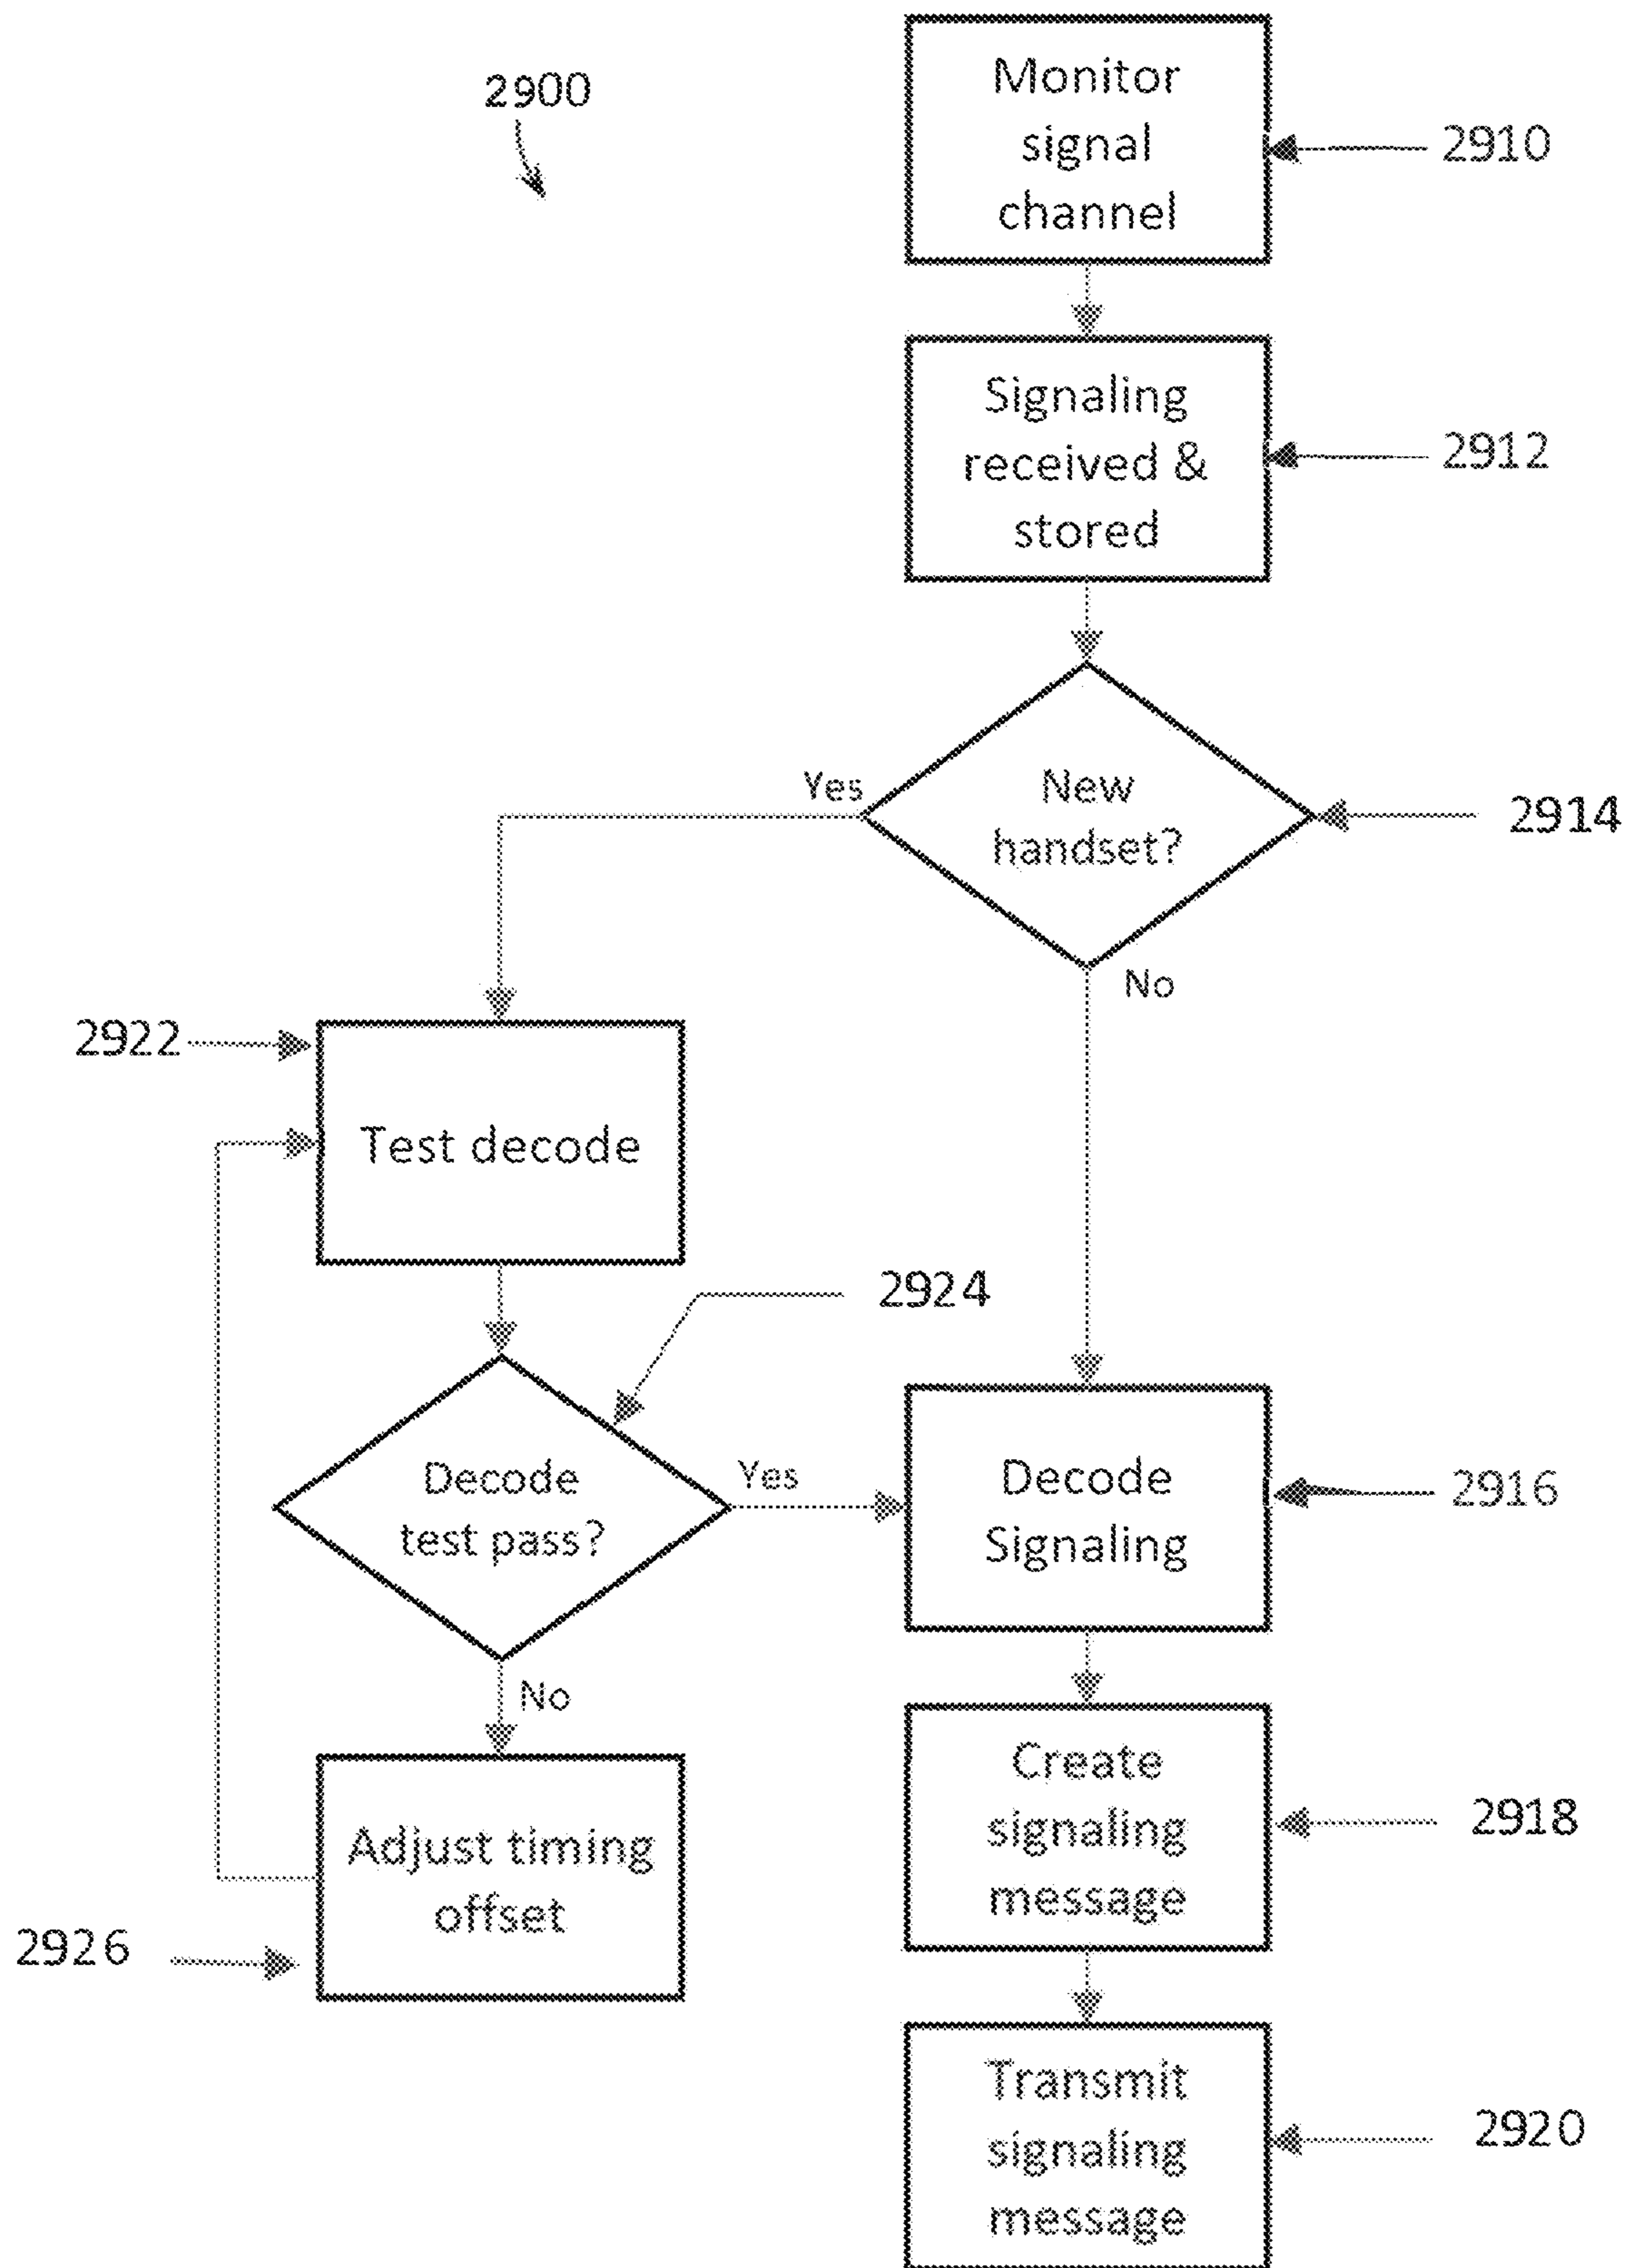 2900
Monitor
signal
channel
2910
Signaling
received &
stored
2912
Yes
New
handset?
2914
No
2922
Test decode
2924
Decode
test pass?
Yes
Decode
Signaling
2916
No
Adjust timing
offset
2926
Create
signaling
message
2918
Transmit
signaling
message
2920